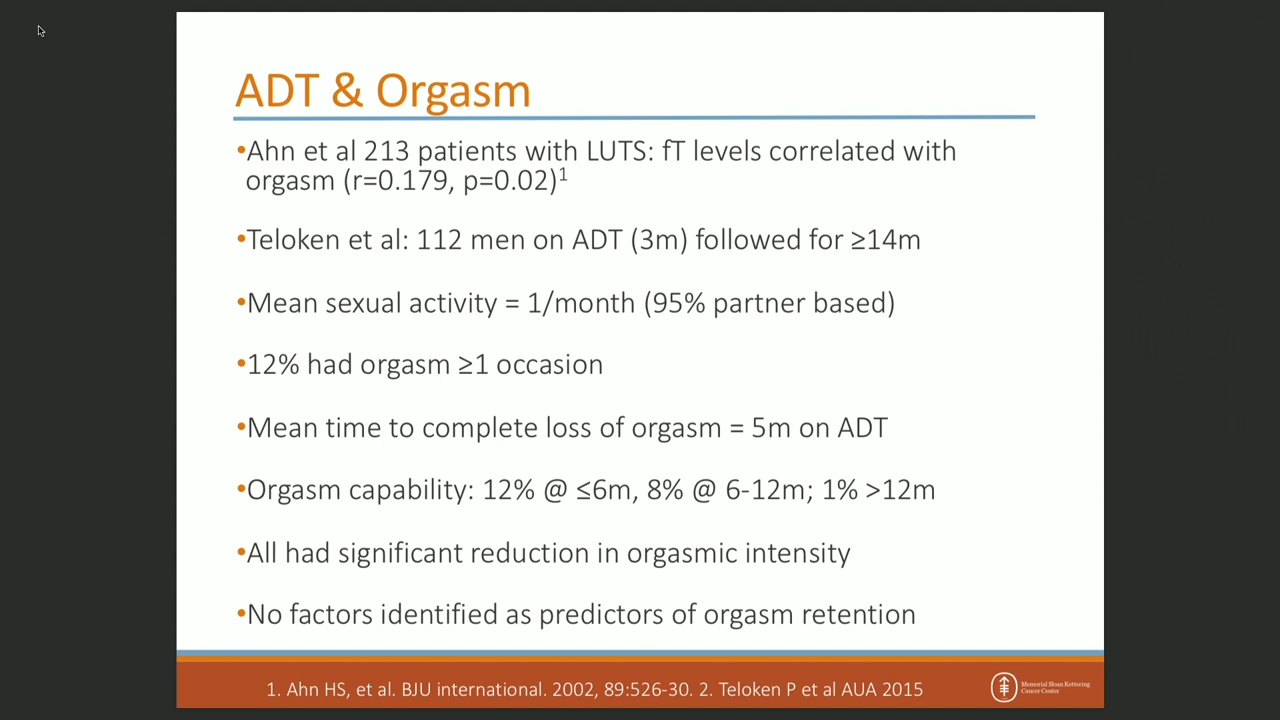 ADT & Orgasm
•Ahn et al 213 patients with LUTS: fT levels correlated with
orgasm (r=0.179, p=0.02)1
•Teloken et al: 112 men on ADT (3m) followed for ≥14m
•Mean sexual activity = 1/month (95% partner based)
•12% had orgasm ≥1 occasion
•Mean time to complete loss of orgasm = 5m on ADT
•Orgasm capability: 12% @ ≤6m, 8% @ 6-12m; 1% >12m
•All had significant reduction in orgasmic intensity
•No factors identified as predictors of orgasm retention
1. Ahn HS, et al. BJU international. 2002, 89:526-30. 2. Teloken P et al AUA 2015
Memorial Sloan Kettering
Cancer Center